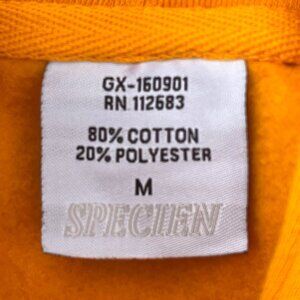 GX-160901
RN 112683
80% COTTON
20% POLYESTER
M
SPECIEN